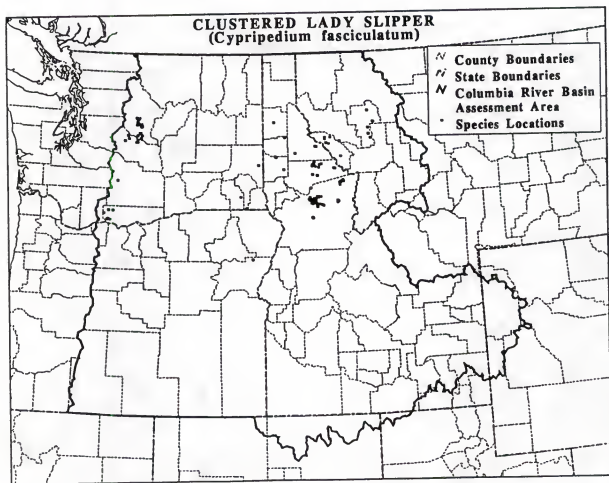 CLUSTERED LADY SLIPPER
(Cypripedium fasciculatum)
County Boundaries
State Boundaries
Columbia River Basin
Assessment Area
Species Locations